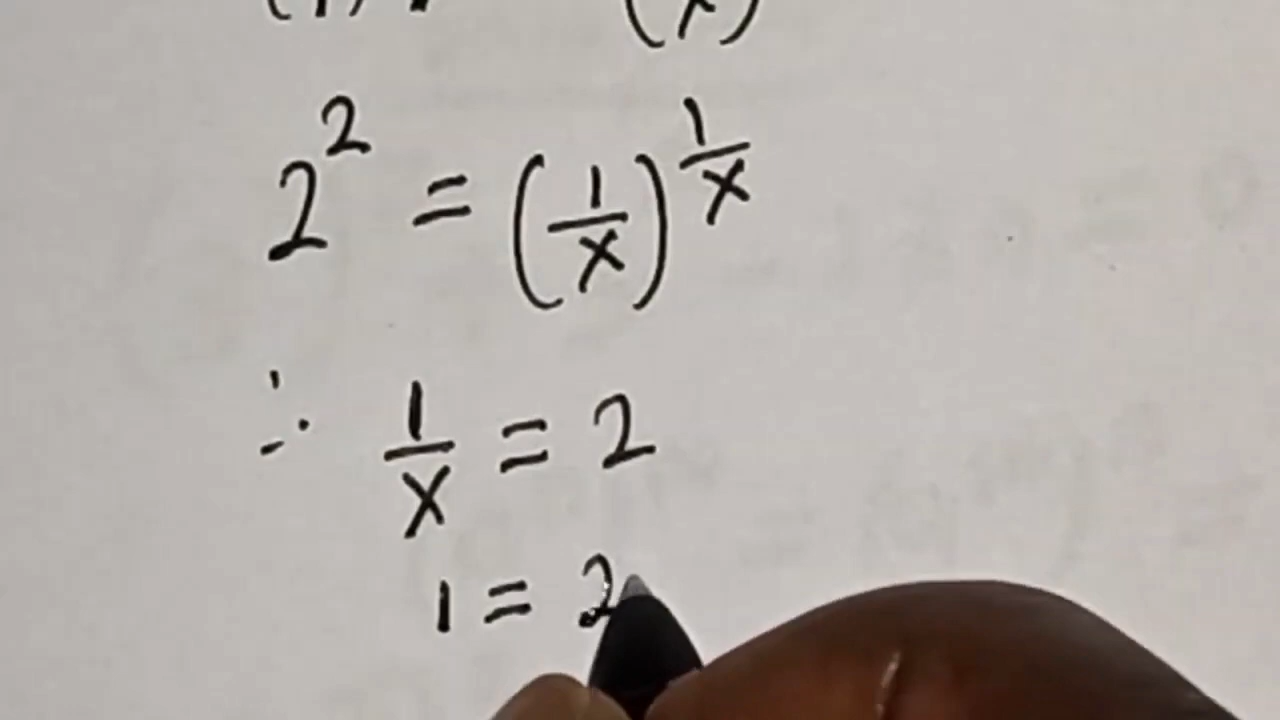 2² = (1/x)^(1/x)
∴ 1/x = 2
1 = 2